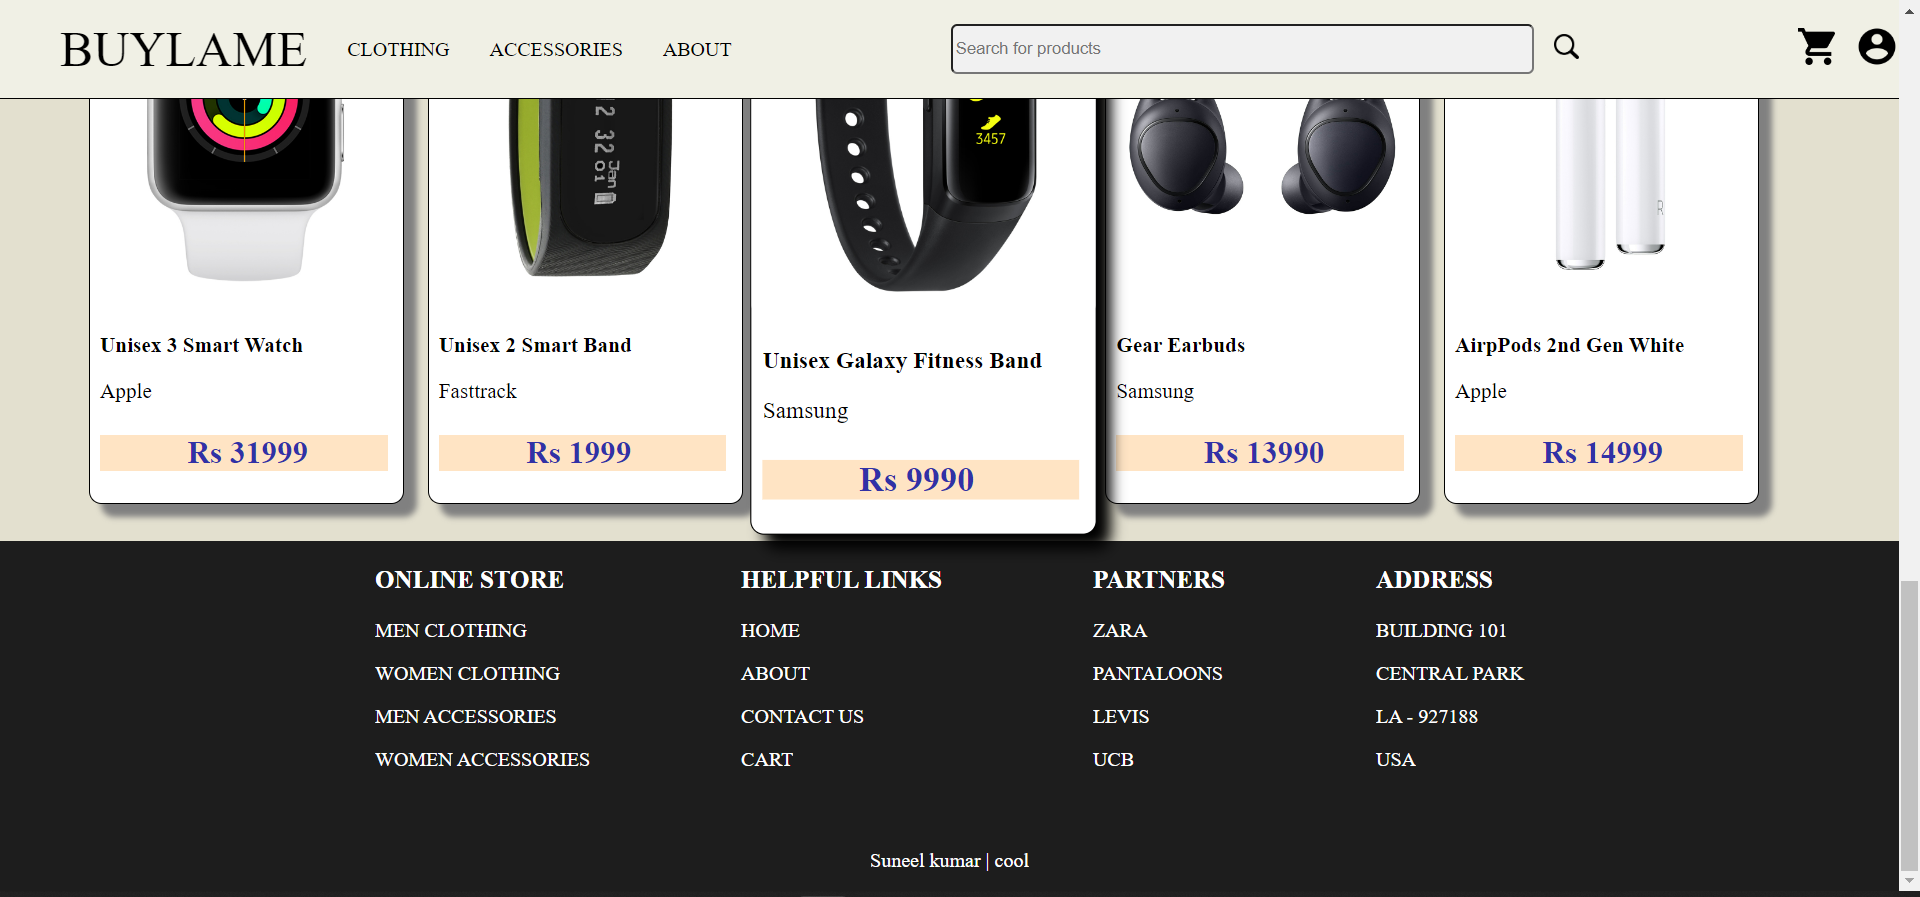 BUYLAME CLOTHING ACCESSORIES ABOUT Search for products
2 32 Jan 01
3457
R
Unisex 3 Smart Watch
Apple
Rs 31999
Unisex 2 Smart Band
Fasttrack
Rs 1999
Unisex Galaxy Fitness Band
Samsung
Rs 9990
Gear Earbuds
Samsung
Rs 13990
AirpPods 2nd Gen White
Apple
Rs 14999
ONLINE STORE
MEN CLOTHING
WOMEN CLOTHING
MEN ACCESSORIES
WOMEN ACCESSORIES
HELPFUL LINKS
HOME
ABOUT
CONTACT US
CART
PARTNERS
ZARA
PANTALOONS
LEVIS
UCB
ADDRESS
BUILDING 101
CENTRAL PARK
LA - 927188
USA
Suneel kumar | cool